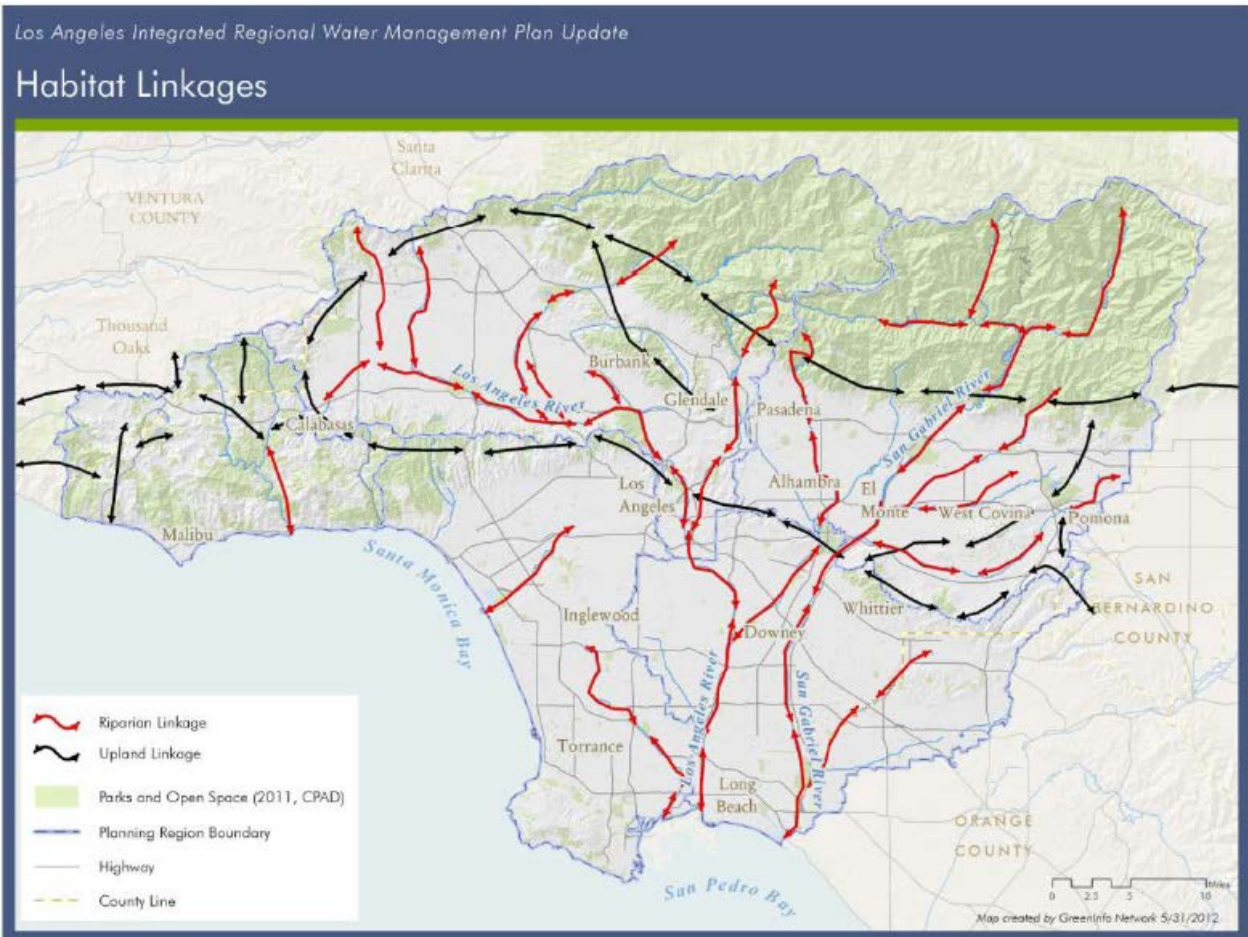 Los Angeles Integrated Regional Water Management Plan Update
Habitat Linkages
Santa
Clarita
VENTURA
COUNTY
Thousand
Oaks
Burbank
Los Angeles River
Glendale
Pasadena
San Gabriel River
Calabasas
Los
Angeles
Alhambra
El
Monte
West Covina
Pomona
Malibu
Santa Monica Bay
Inglewood
Whittier
SAN
BERNARDINO
COUNTY
Downey
Los Angeles River
San Gabriel River
Torrance
Long
Beach
ORANGE
COUNTY
San Pedro Bay
Riparian Linkage
Upland Linkage
Parks and Open Space (2011, CPAD)
Planning Region Boundary
Highway
County Line
0 2.5 5 10 Miles
Map created by GreenInfo Network 5/31/2012